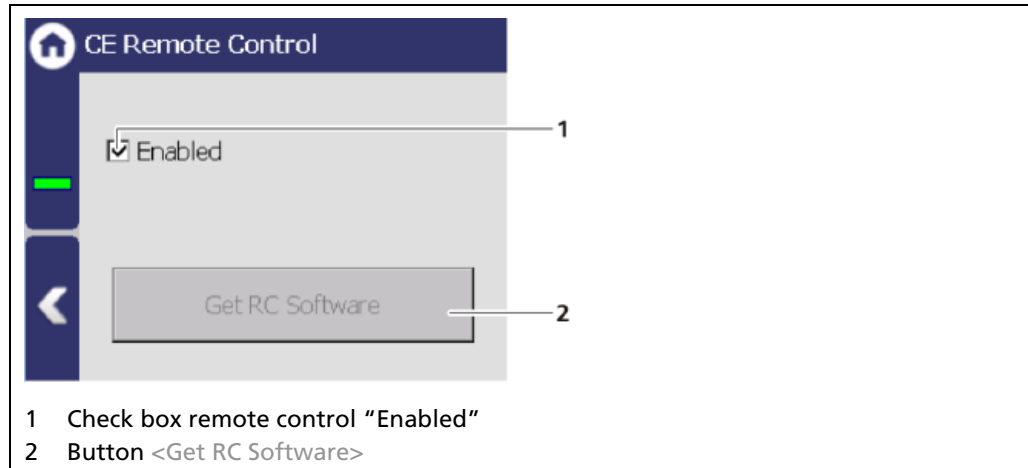 CE Remote Control
Enabled
1
Get RC Software
2
1 Check box remote control “Enabled”
2 Button <Get RC Software>